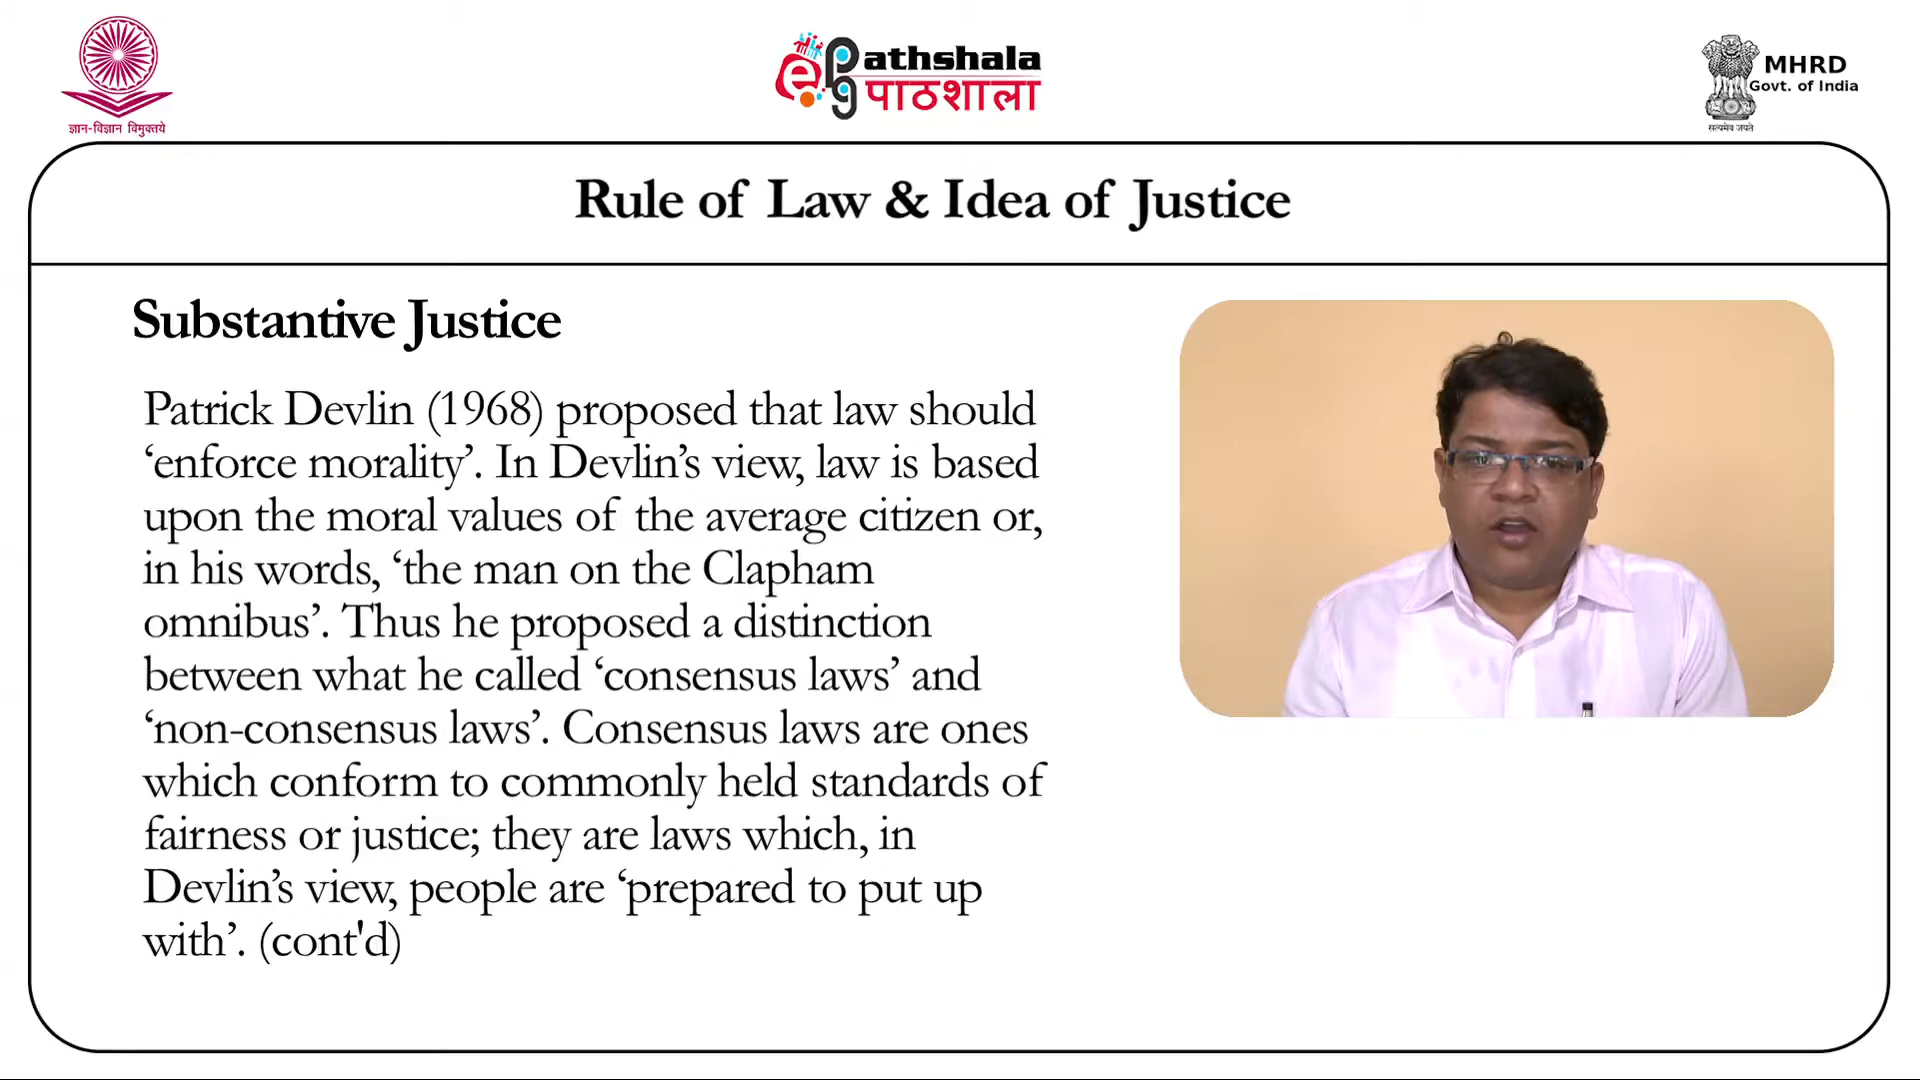 ज्ञान-विज्ञान विमुक्तये
ePathshala
पाठशाला
MHRD
Govt. of India
सत्यमेव जयते
Rule of Law & Idea of Justice
Substantive Justice
Patrick Devlin (1968) proposed that law should
‘enforce morality’. In Devlin’s view, law is based
upon the moral values of the average citizen or,
in his words, ‘the man on the Clapham
omnibus’. Thus he proposed a distinction
between what he called ‘consensus laws’ and
‘non-consensus laws’. Consensus laws are ones
which conform to commonly held standards of
fairness or justice; they are laws which, in
Devlin’s view, people are ‘prepared to put up
with’. (cont'd)